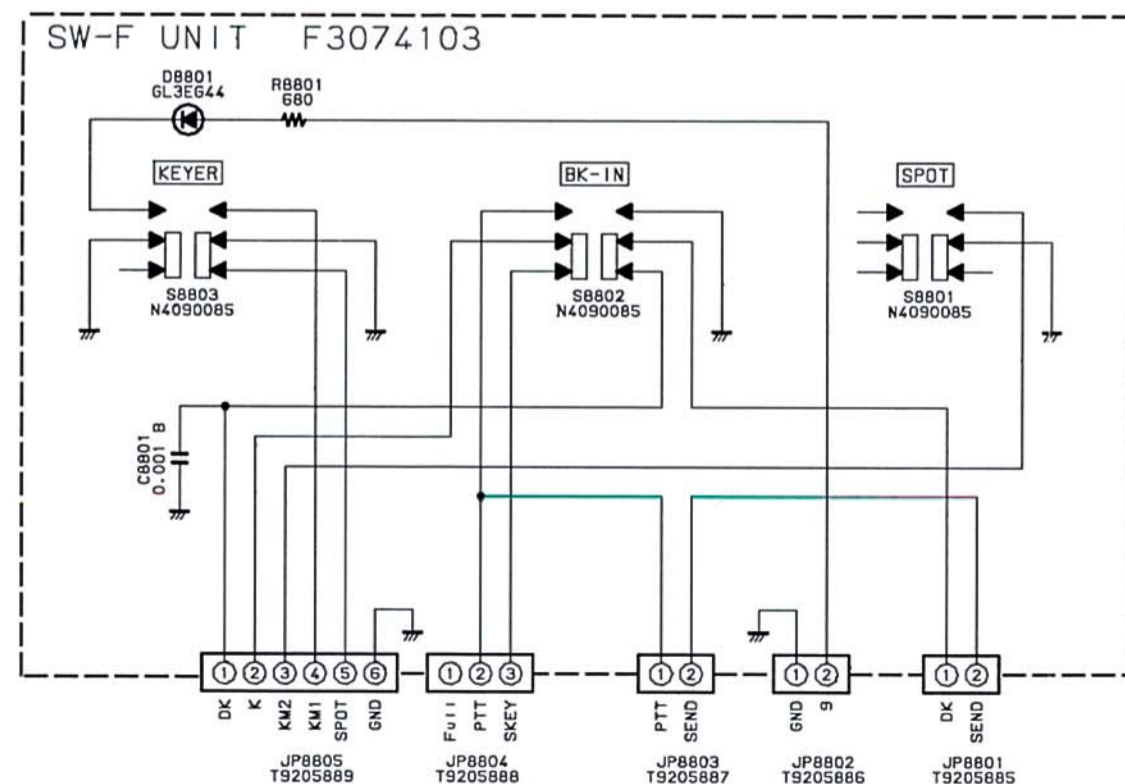 SW-F UNIT F3074103
D8801
GL3EG44
R8801
680
KEYER
BK-IN
SPOT
S8803
N4090085
S8802
N4090085
S8801
N4090085
C8801
0.001 B
1 2 3 4 5 6
1 2 3
1 2
1 2
1 2
DK
K
KM2
KM1
SPOT
GND
Full
PTT
SKEY
PTT
SEND
GND
9
DK
SEND
JP8805
T9205889
JP8804
T9205888
JP8803
T9205887
JP8802
T9205886
JP8801
T9205885